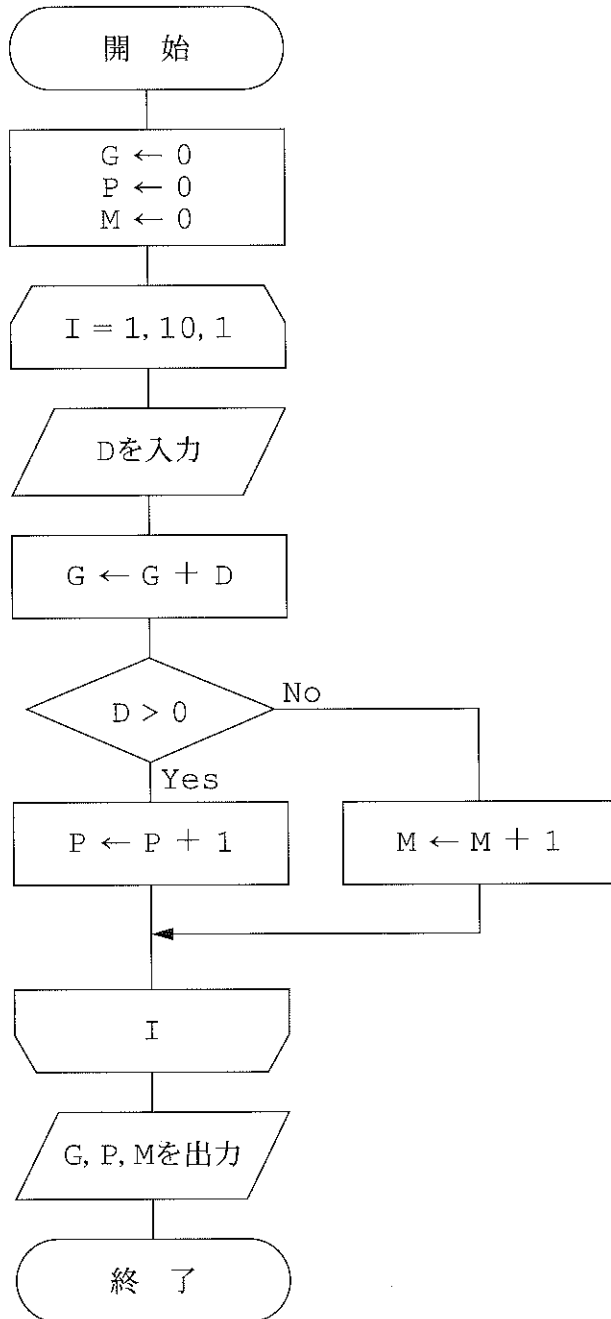 開 始
G ← 0
P ← 0
M ← 0
I = 1, 10, 1
Dを入力
G ← G + D
D > 0
No
Yes
P ← P + 1
M ← M + 1
I
G, P, Mを出力
終 了